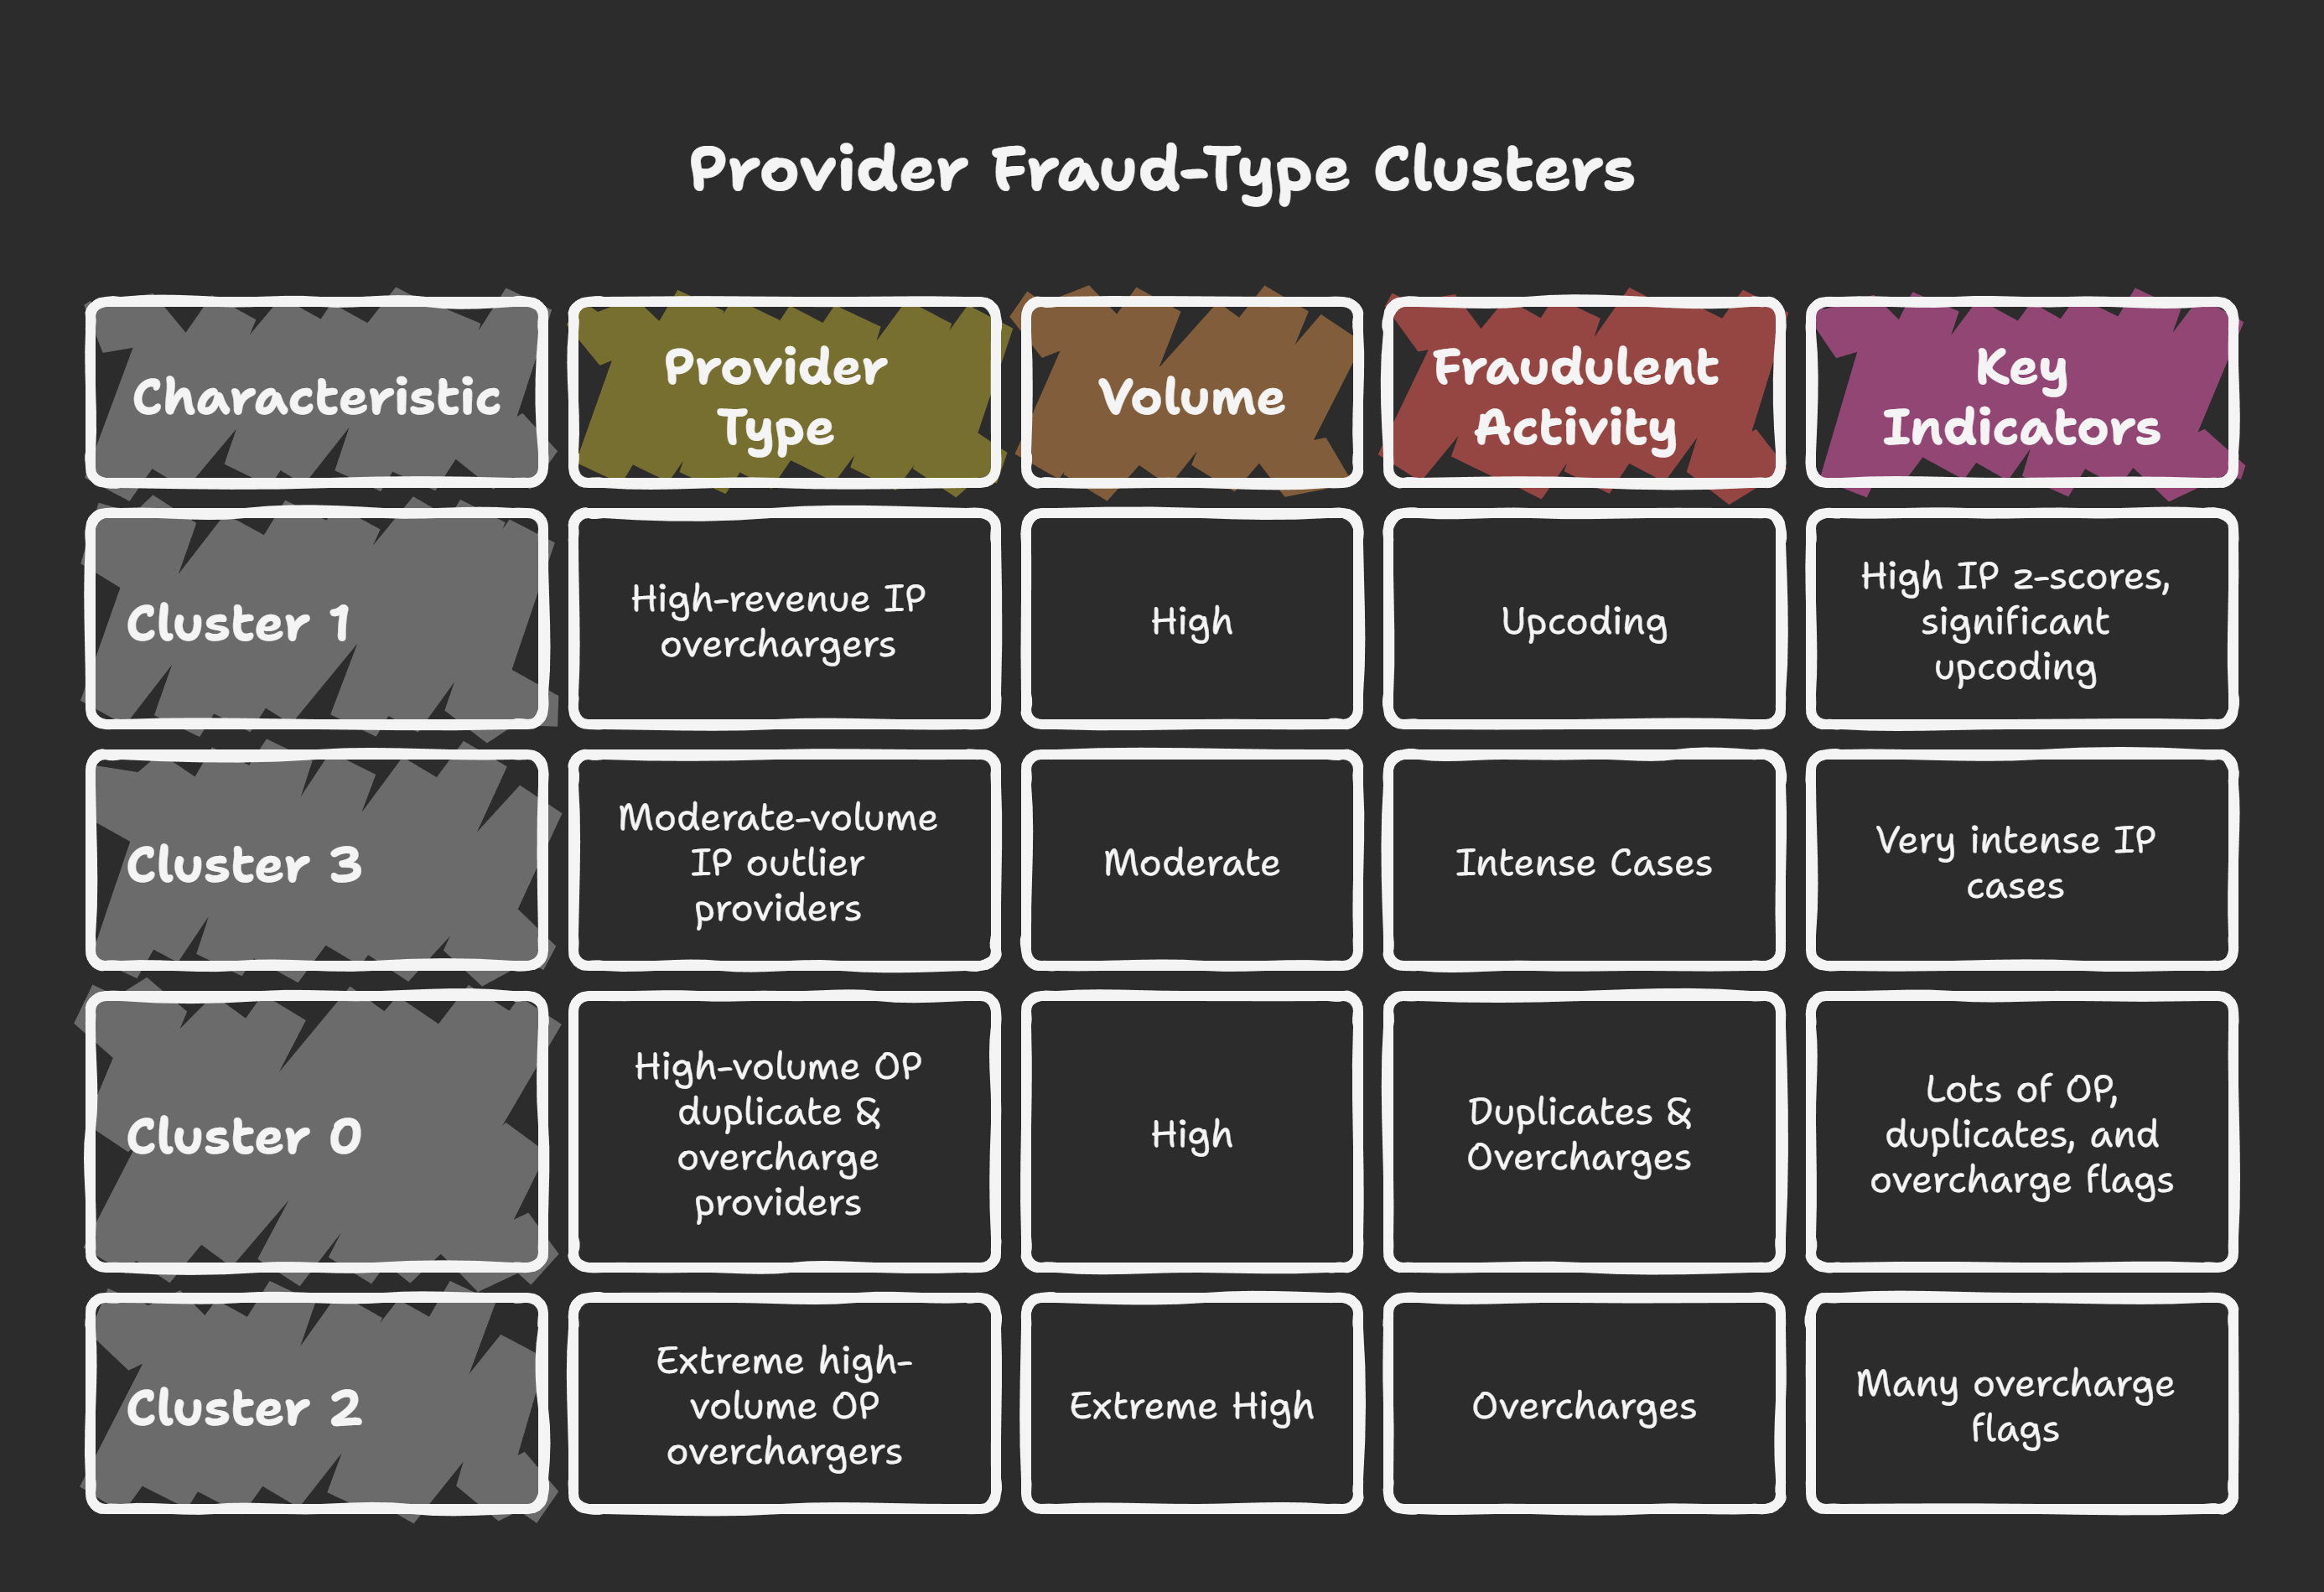 Provider Fraud-Type Clusters
Characteristic
Provider
Type
Volume
Fraudulent
Activity
Key
Indicators
Cluster 1
High-revenue IP
overchargers
High
Upcoding
High IP z-scores,
significant
upcoding
Cluster 3
Moderate-volume
IP outlier
providers
Moderate
Intense Cases
Very intense IP
cases
Cluster 0
High-volume OP
duplicate &
overcharge
providers
High
Duplicates &
Overcharges
Lots of OP,
duplicates, and
overcharge flags
Cluster 2
Extreme high-
volume OP
overchargers
Extreme High
Overcharges
Many overcharge
flags